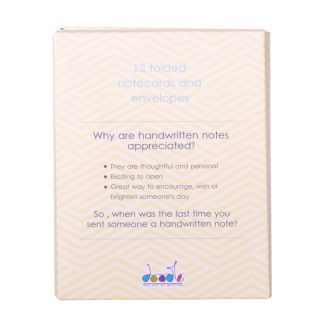 12 folded
notecards and
envelopes
Why are handwritten notes
appreciated?
• They are thoughtful and personal
• Exciting to open
• Great way to encourage, wish or
brighten someone's day
So , when was the last time you
sent someone a handwritten note?
doodle